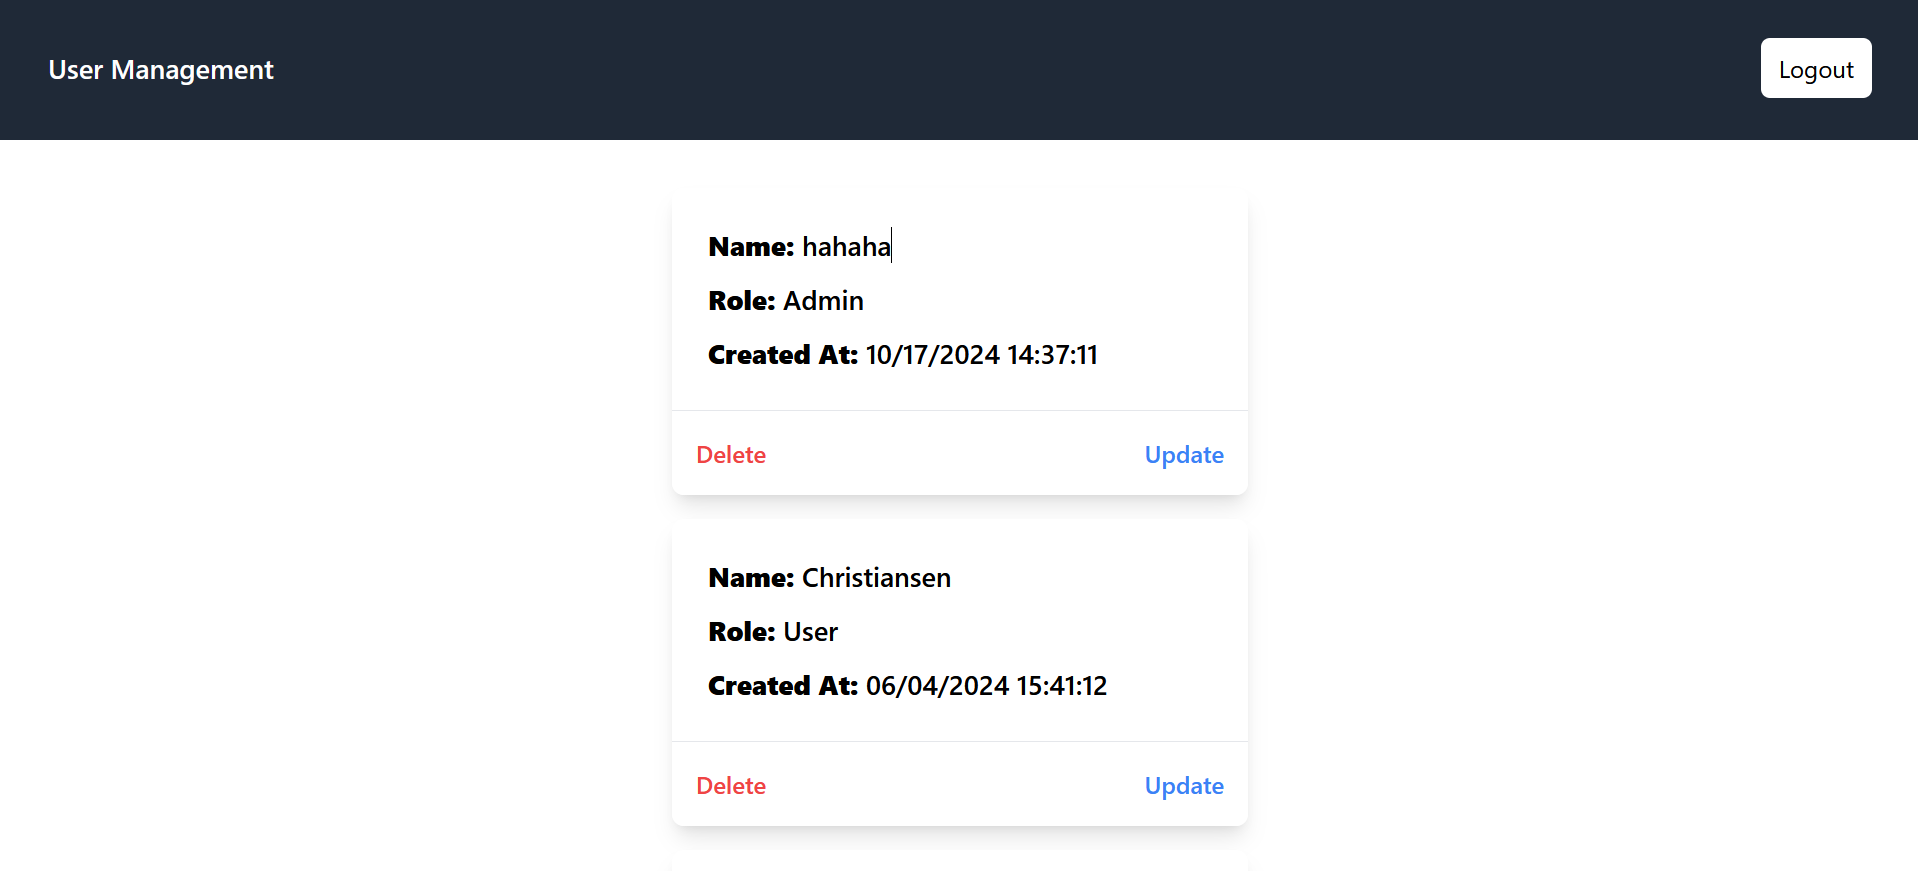 User Management
Logout
Name: hahaha
Role: Admin
Created At: 10/17/2024 14:37:11
Delete
Update
Name: Christiansen
Role: User
Created At: 06/04/2024 15:41:12
Delete
Update